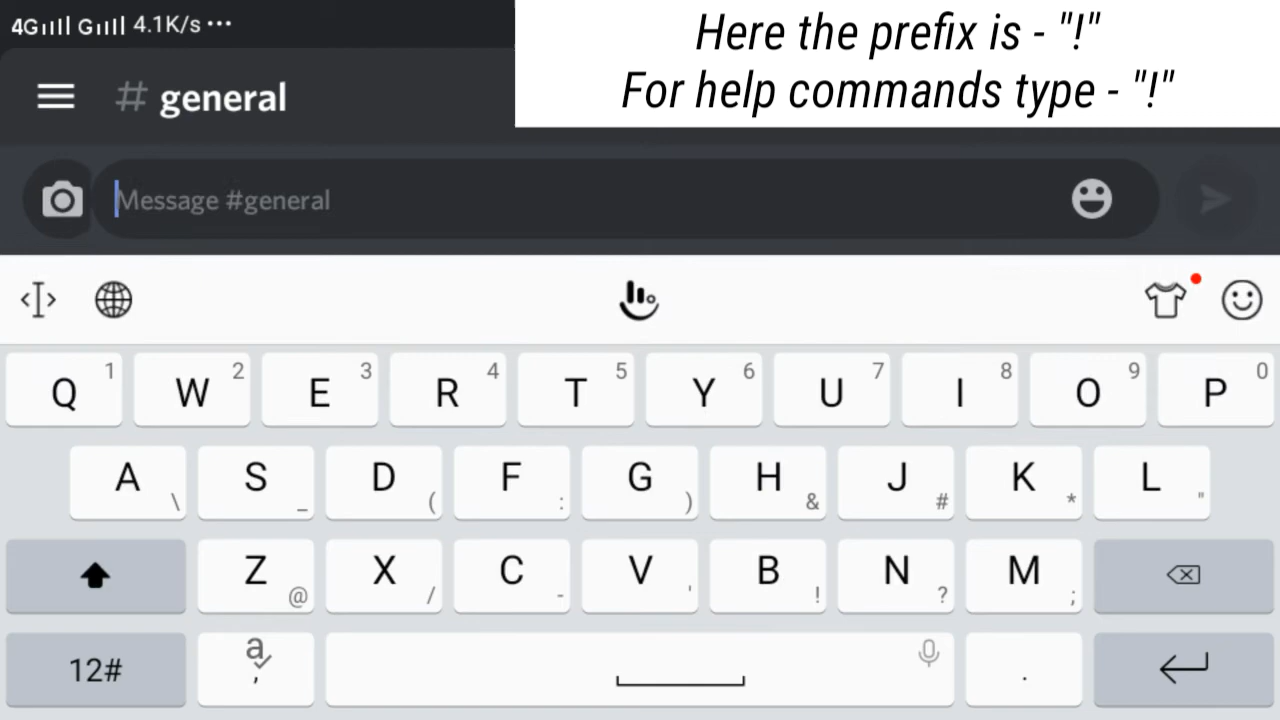 4G G 4.1K/s ...
Here the prefix is - "!"
For help commands type - "!"
# general
Message #general
Q 1 W 2 E 3 R 4 T 5 Y 6 U 7 I 8 O 9 P 0
A \ S _ D ( F : G ) H & J # K * L "
Z @ X / C - V ' B ! N ? M ;
12# a , .